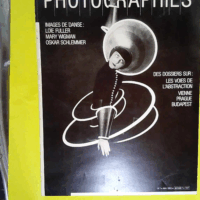 PHOTOGRAPHIES
IMAGES DE DANSE :
LOIE FULLER
MARY WIGMAN
OSKAR SCHLEMMER
DES DOSSIERS SUR :
LES VOIES DE
L'ABSTRACTION
VIENNE
PRAGUE
BUDAPEST